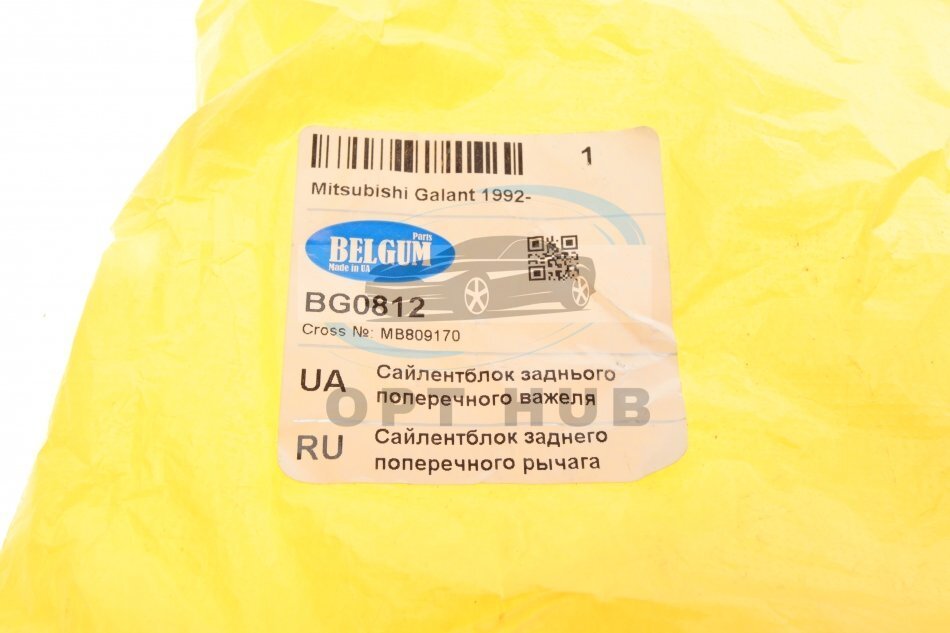 1
Mitsubishi Galant 1992-
Parts
BELGUM
Made in UA
BG0812
Cross №: MB809170
UA Сайлентблок заднього
поперечного важеля
OPT HUB
RU Сайлентблок заднего
поперечного рычага